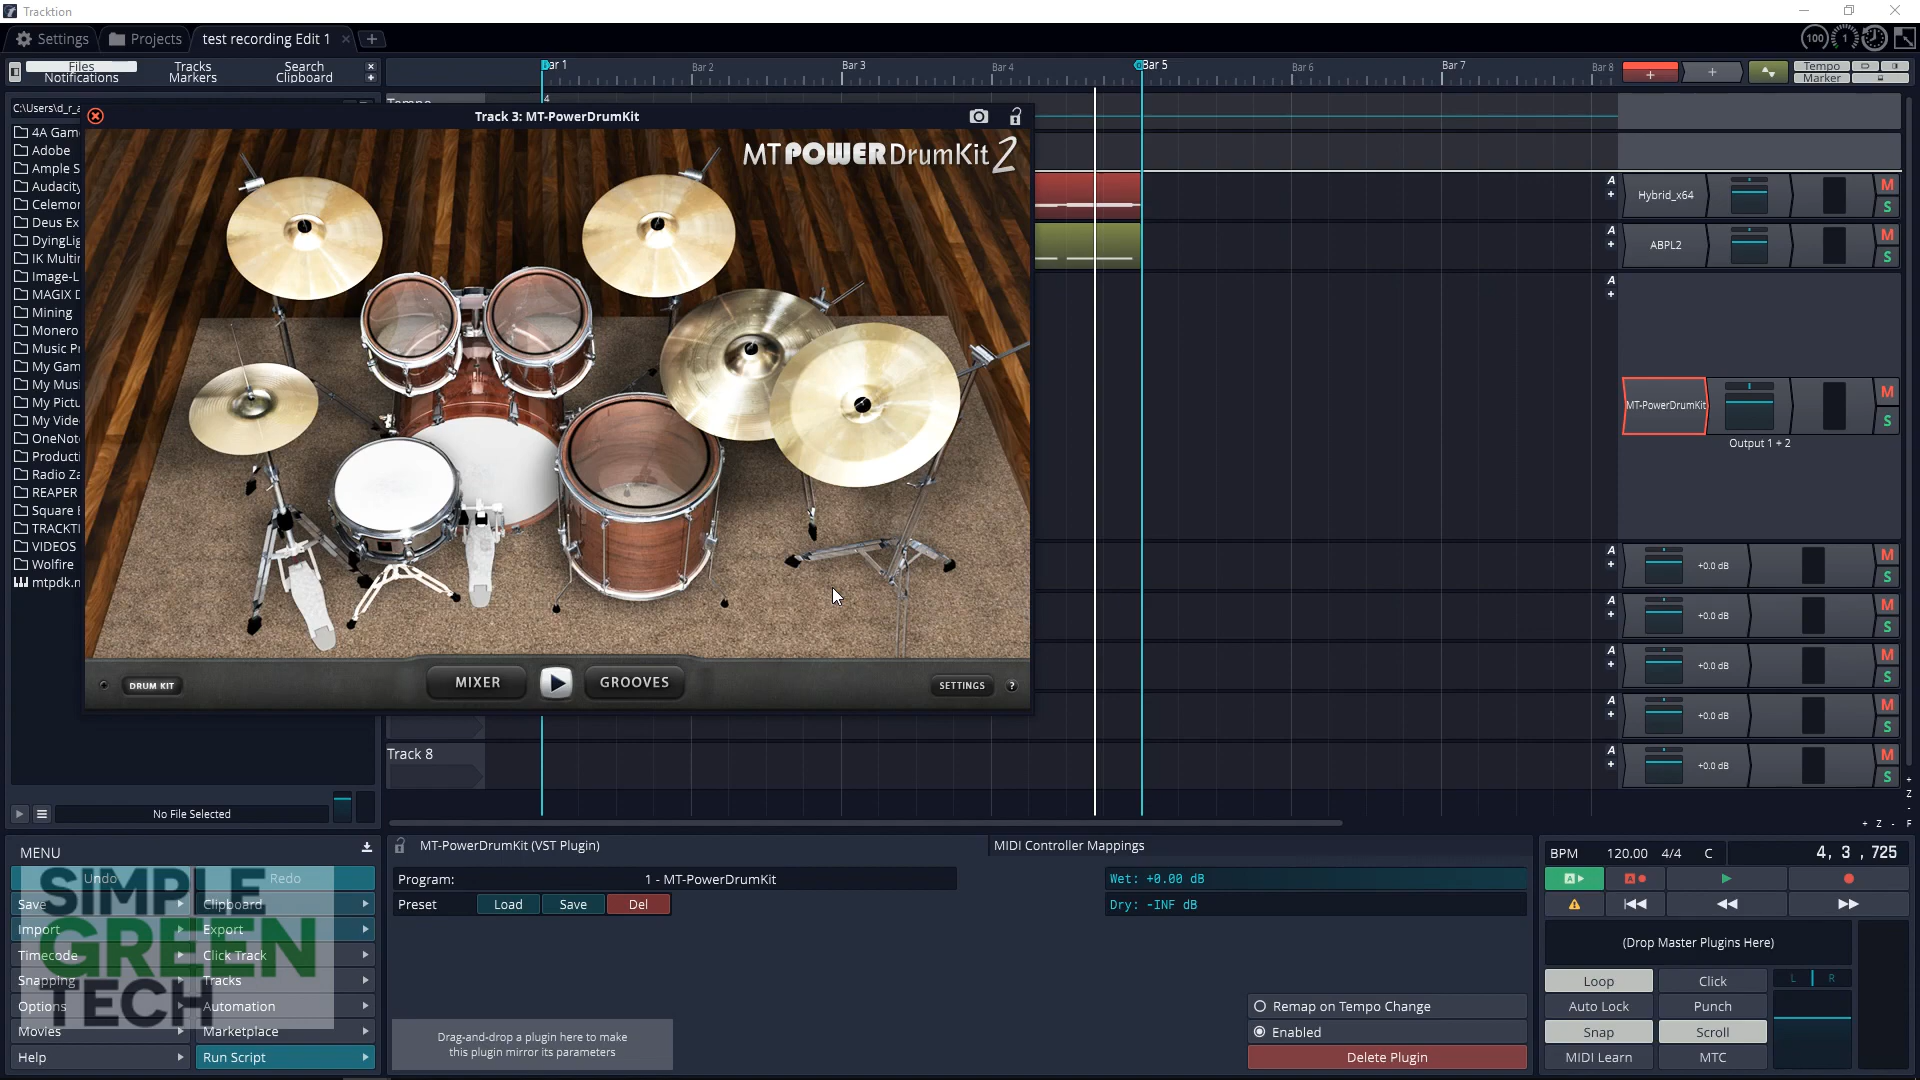 Tracktion
Settings
Projects
test recording Edit 1
100
1
Files
Tracks
Search
Notifications
Markers
Clipboard
Bar 1
Bar 2
Bar 3
Bar 4
Bar 5
Bar 6
Bar 7
Bar 8
Tempo
Marker
C:\Users\d_r_a
4
Track 3: MT-PowerDrumKit
MT POWER DrumKit 2
4A Gam
Adobe
Ample S
Audacity
Celemor
Deus Ex
DyingLig
IK Multir
Image-L
MAGIX D
Mining
Monero
Music Pr
My Gam
My Musi
My Pictu
My Vide
OneNot
Producti
Radio Za
REAPER
Square E
TRACKTI
VIDEOS
Wolfire
mtpdk.n
DRUM KIT
MIXER
GROOVES
SETTINGS
?
A
Hybrid_x64
M
S
A
ABPL2
M
S
A
MT-PowerDrumKit
M
S
Output 1 + 2
A
+0.0 dB
M
S
A
+0.0 dB
M
S
A
+0.0 dB
M
S
A
+0.0 dB
M
S
Track 8
A
+0.0 dB
M
S
No File Selected
+ Z - F
MENU
Undo
Redo
Save
Clipboard
Import
Export
Timecode
Click Track
Snapping
Tracks
Options
Automation
Movies
Marketplace
Help
Run Script
SIMPLE
GREEN
TECH
MT-PowerDrumKit (VST Plugin)
MIDI Controller Mappings
Program:
1 - MT-PowerDrumKit
Preset
Load
Save
Del
Wet: +0.00 dB
Dry: -INF dB
Drag-and-drop a plugin here to make
this plugin mirror its parameters
Remap on Tempo Change
Enabled
Delete Plugin
BPM
120.00
4/4
C
4, 3 , 725
(Drop Master Plugins Here)
Loop
Click
L
R
Auto Lock
Punch
Snap
Scroll
MIDI Learn
MTC